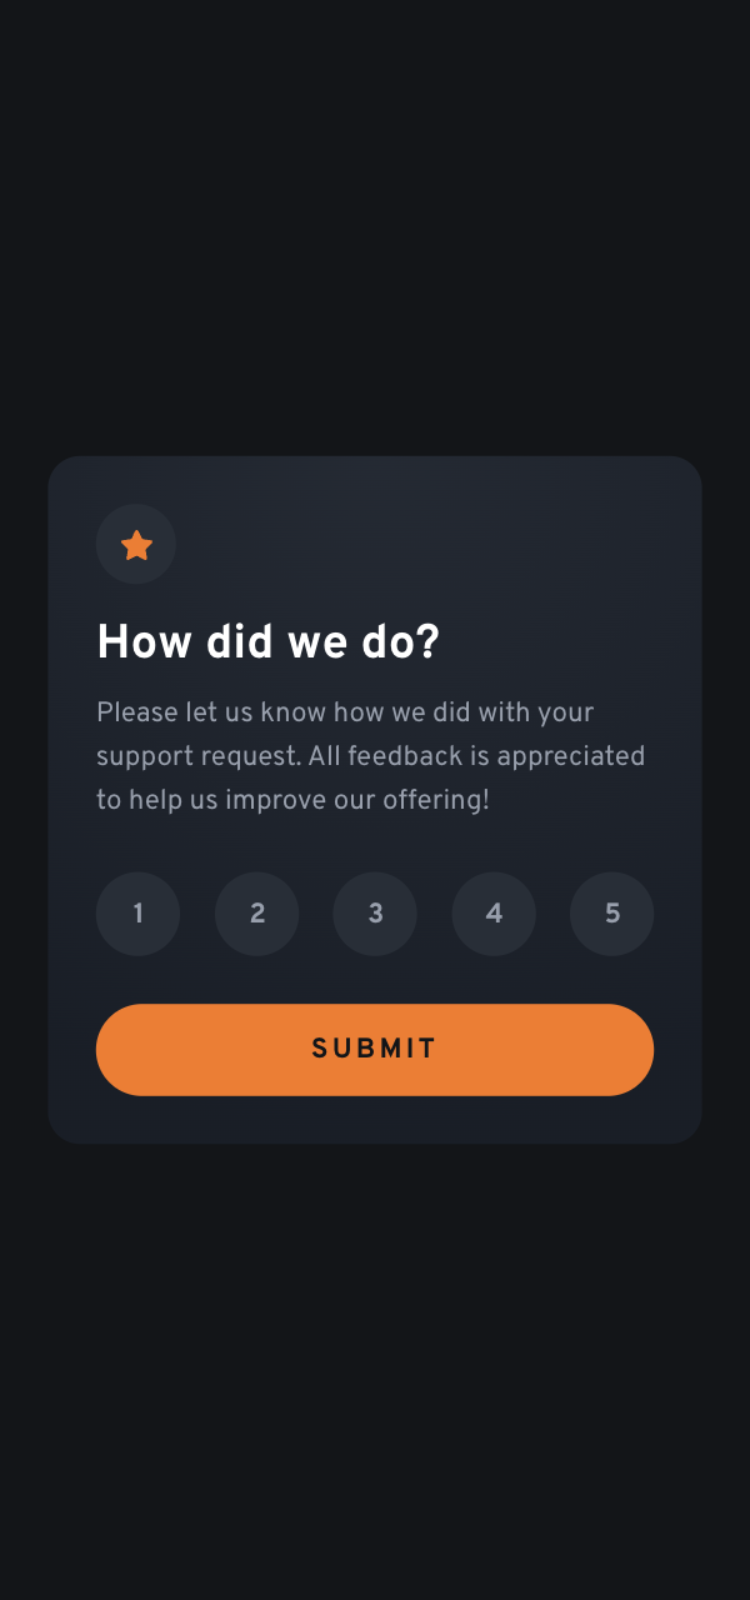 How did we do?
Please let us know how we did with your
support request. All feedback is appreciated
to help us improve our offering!
1 2 3 4 5
SUBMIT